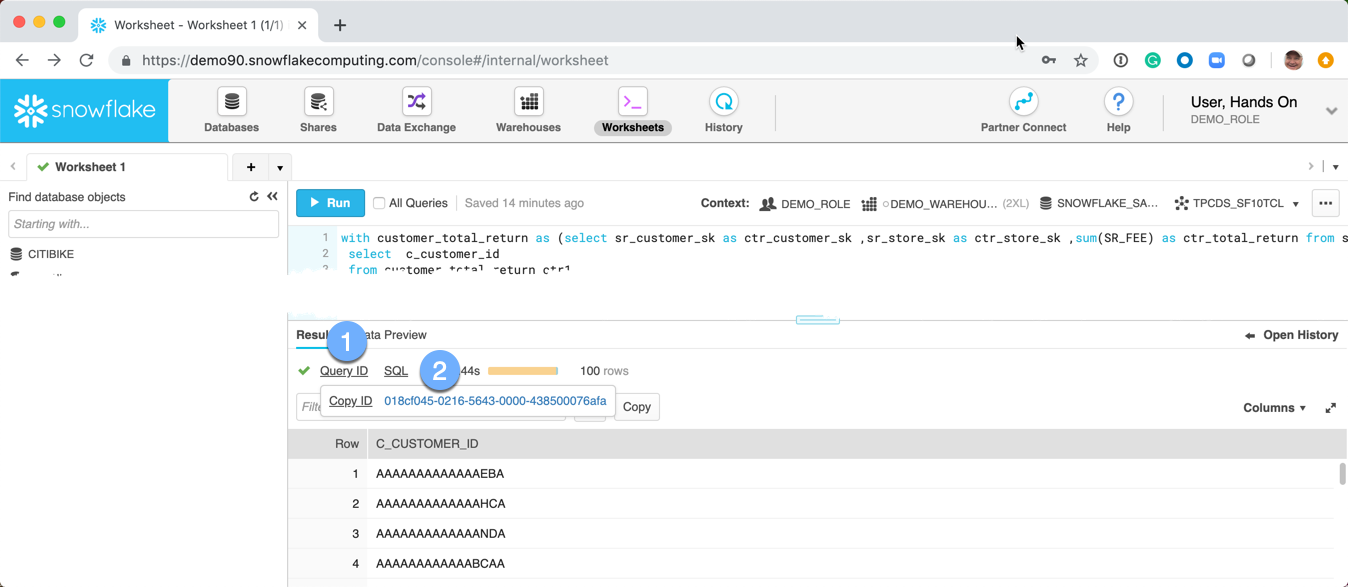 Worksheet - Worksheet 1 (1/1)
https://demo90.snowflakecomputing.com/console#/internal/worksheet
snowflake
Databases
Shares
Data Exchange
Warehouses
Worksheets
History
Partner Connect
Help
User, Hands On
DEMO_ROLE
Worksheet 1
Find database objects
Starting with...
CITIBIKE
Run
All Queries
Saved 14 minutes ago
Context:
DEMO_ROLE
DEMO_WAREHOU... (2XL)
SNOWFLAKE_SA...
TPCDS_SF10TCL
1 with customer_total_return as (select sr_customer_sk as ctr_customer_sk ,sr_store_sk as ctr_store_sk ,sum(SR_FEE) as ctr_total_return from s
2 select c_customer_id
3 from customer_total_return ctr1
1
Preview
Open History
Query ID
SQL
2
44s
100 rows
Copy ID 018cf045-0216-5643-0000-438500076afa
Copy
Columns
Row C_CUSTOMER_ID
1 AAAAAAAAAAAAAEBA
2 AAAAAAAAAAAAAHCA
3 AAAAAAAAAAAAANDA
4 AAAAAAAAAAAABCAA